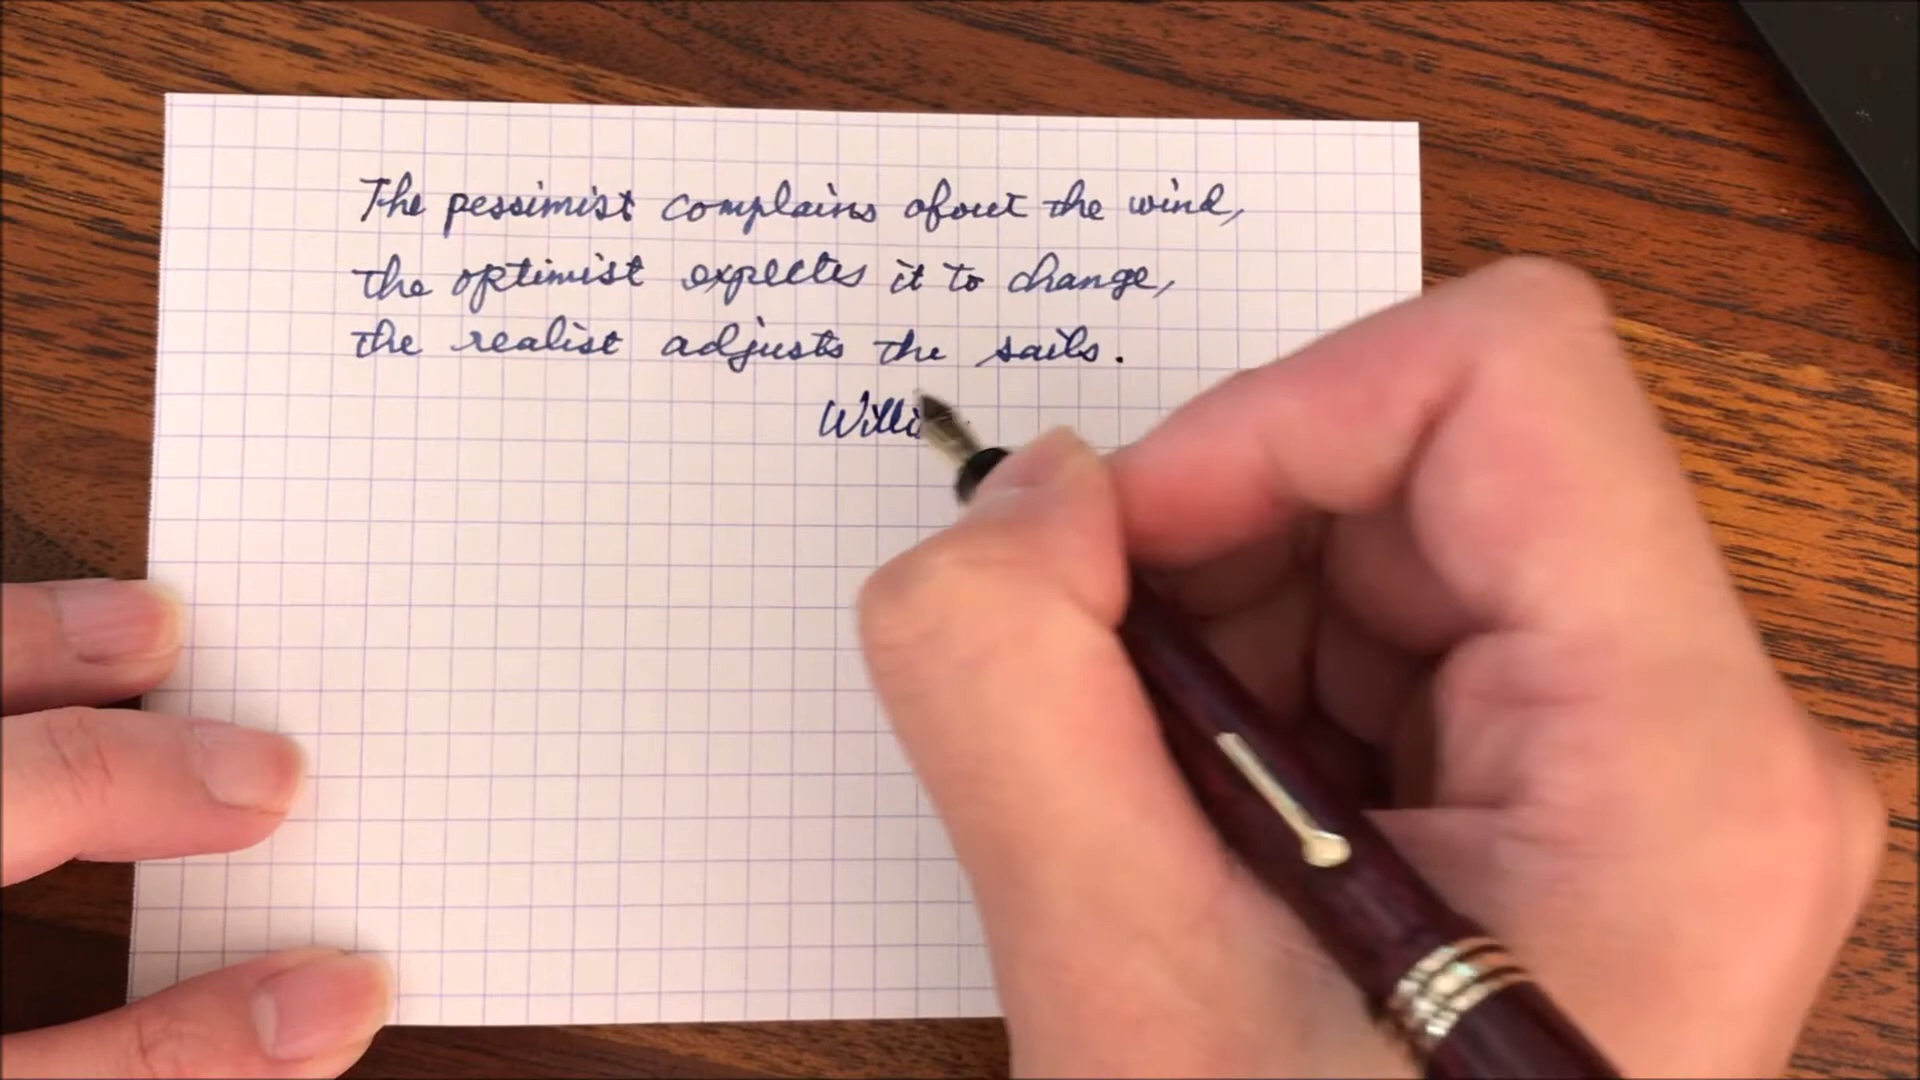 The pessimist complains about the wind,
the optimist expects it to change,
the realist adjusts the sails.
Willi